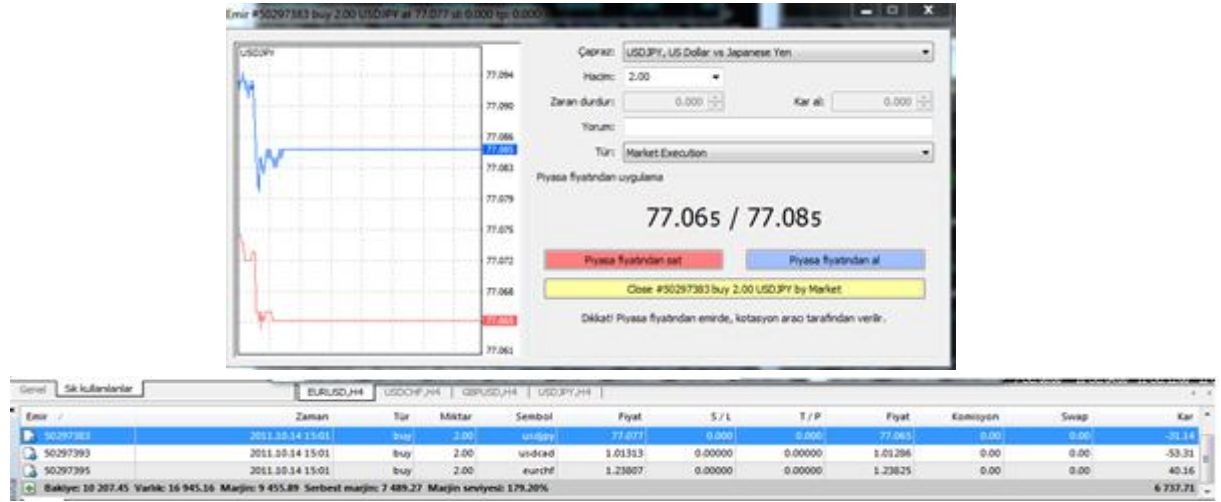 Emir #50297383 buy 2.00 USDJPY at 77.077 sl: 0.000 tp: 0.000
USDJPY
77.094
77.090
77.086
77.085
77.083
77.079
77.075
77.072
77.068
77.065
77.061
Çapraz: USDJPY, US Dollar vs Japanese Yen
Hacim: 2.00
Zararı durdur: 0.000 Kar al: 0.000
Yorum:
Tür: Market Execution
Piyasa fiyatından uygulama
77.065 / 77.085
Piyasa fiyatından sat Piyasa fiyatından al
Close #50297383 buy 2.00 USDJPY by Market
Dikkat! Piyasa fiyatından emirde, kotasyon aracı tarafından verilir.
Genel Sık kullanılanlar EURUSD,H4 USDCHF,H4 GBPUSD,H4 USDJPY,H4
Emir Zaman Tür Miktar Sembol Fiyat S / L T / P Fiyat Komisyon Swap Kar
50297383 2011.10.14 15:01 buy 2.00 usdjpy 77.077 0.000 0.000 77.065 0.00 0.00 -31.14
50297393 2011.10.14 15:01 buy 2.00 usdcad 1.01313 0.00000 0.00000 1.01286 0.00 0.00 -53.31
50297395 2011.10.14 15:01 buy 2.00 eurchf 1.23807 0.00000 0.00000 1.23825 0.00 0.00 40.16
Bakiye: 10 207.45 Varlık: 16 945.16 Marjin: 9 455.89 Serbest marjin: 7 489.27 Marjin seviyesi: 179.20% 6 737.71